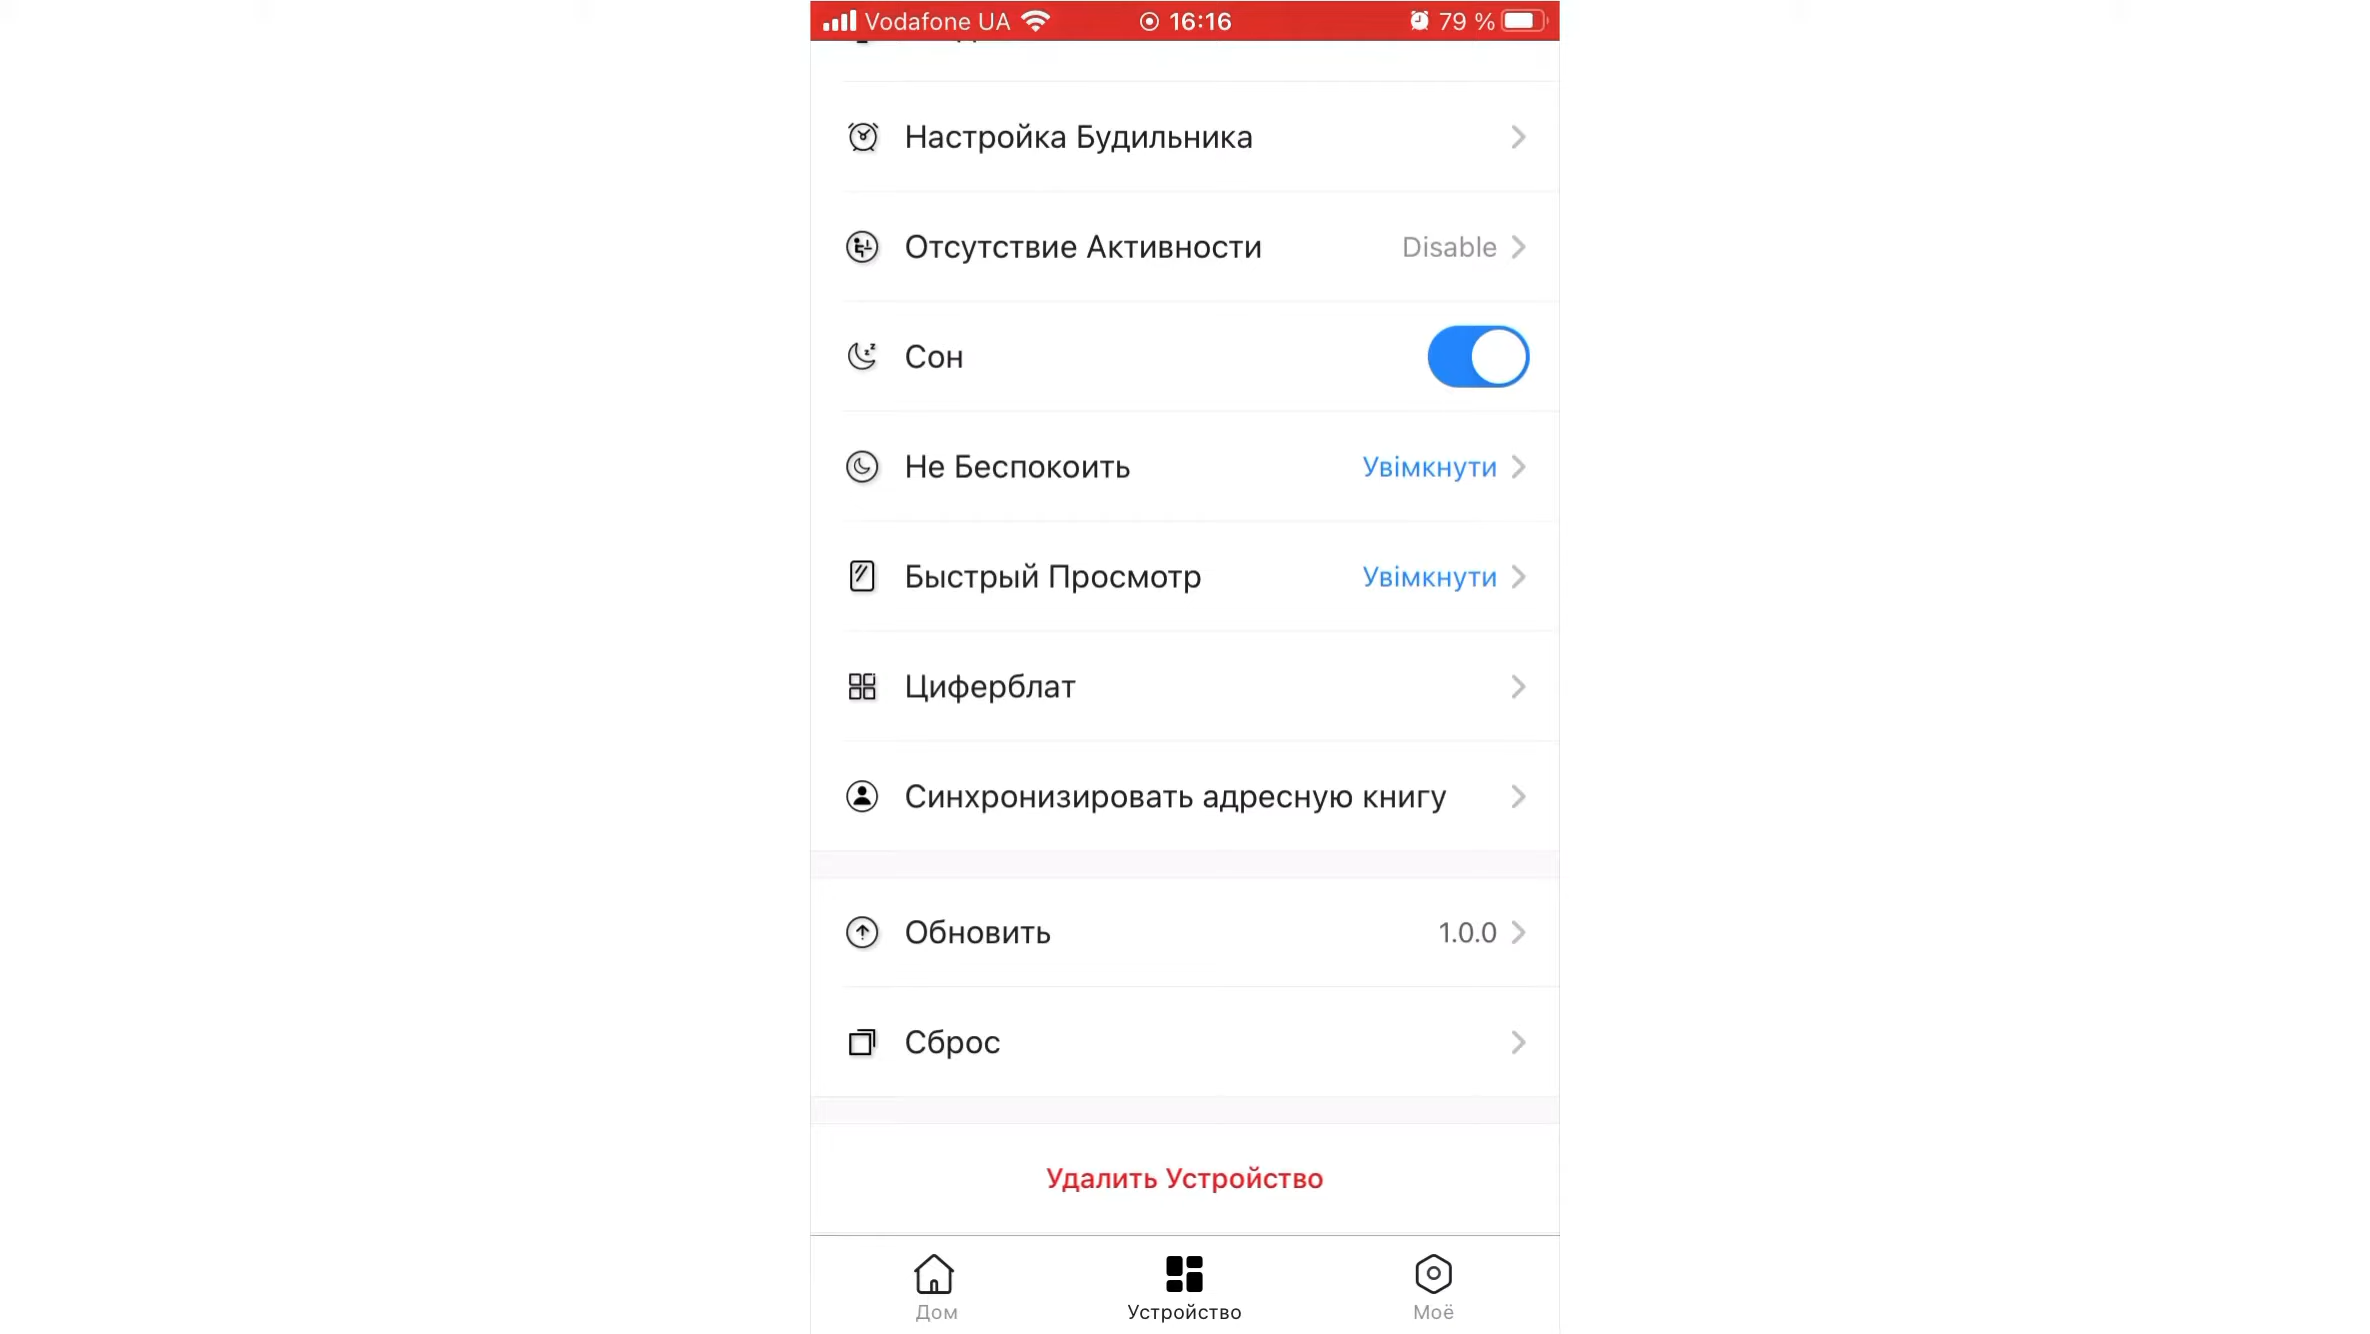 Vodafone UA 16:16 79 %
Настройка Будильника
Отсутствие Активности Disable
Сон
Не Беспокоить Увімкнути
Быстрый Просмотр Увімкнути
Циферблат
Синхронизировать адресную книгу
Обновить 1.0.0
Сброс
Удалить Устройство
Дом Устройство Моё